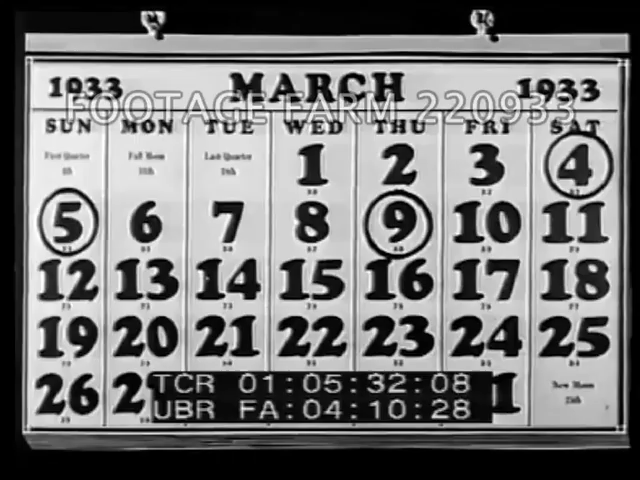 1933 MARCH 1933
FOOTAGE FARM 220933
SUN MON TUE WED THU FRI SAT
First Quarter Full Moon Last Quarter 1 2 3 4
5 6 7 8 9 10 11
12 13 14 15 16 17 18
19 20 21 22 23 24 25
26 New Moon
TCR 01:05:32:08
UBR FA:04:10:28